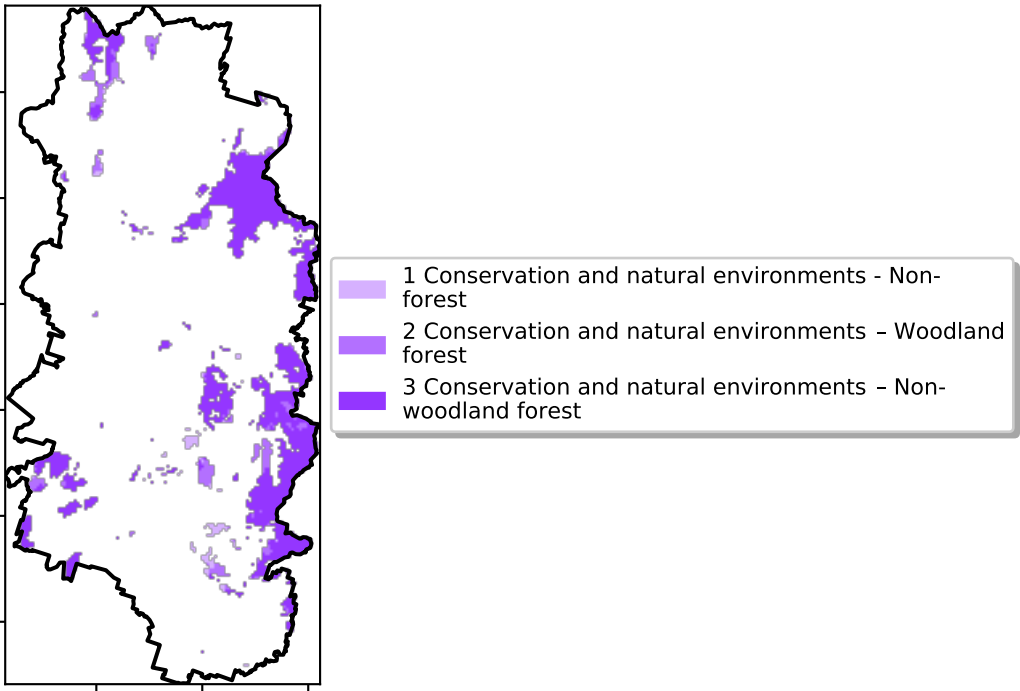 1 Conservation and natural environments - Non-
forest
2 Conservation and natural environments – Woodland
forest
3 Conservation and natural environments – Non-
woodland forest